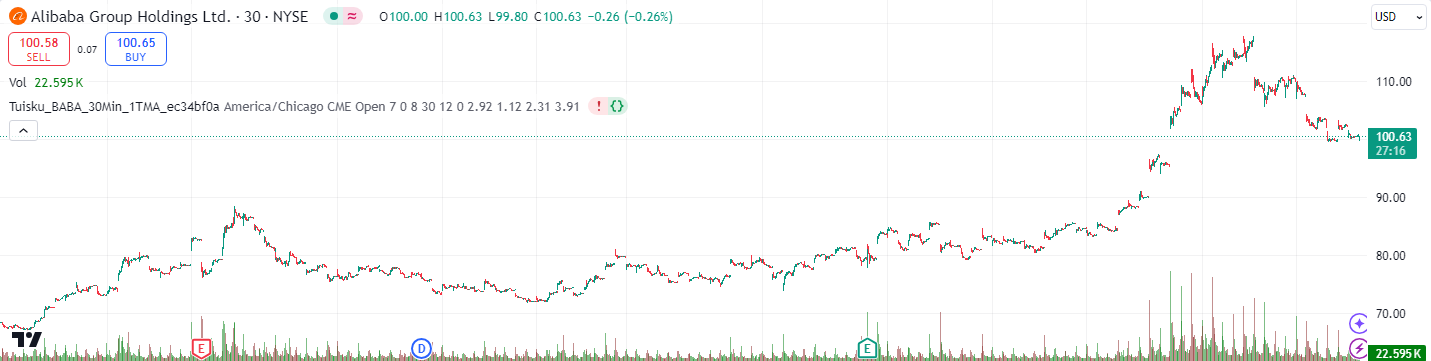 Alibaba Group Holdings Ltd. · 30 · NYSE O100.00 H100.63 L99.80 C100.63 −0.26 (−0.26%)
USD
100.58
SELL
0.07
100.65
BUY
Vol 22.595 K
Tuisku_BABA_30Min_1TMA_ec34bf0a America/Chicago CME Open 7 0 8 30 12 0 2.92 1.12 2.31 3.91 ! {}
110.00
100.63
27:16
90.00
80.00
70.00
E
D
E
22.595 K